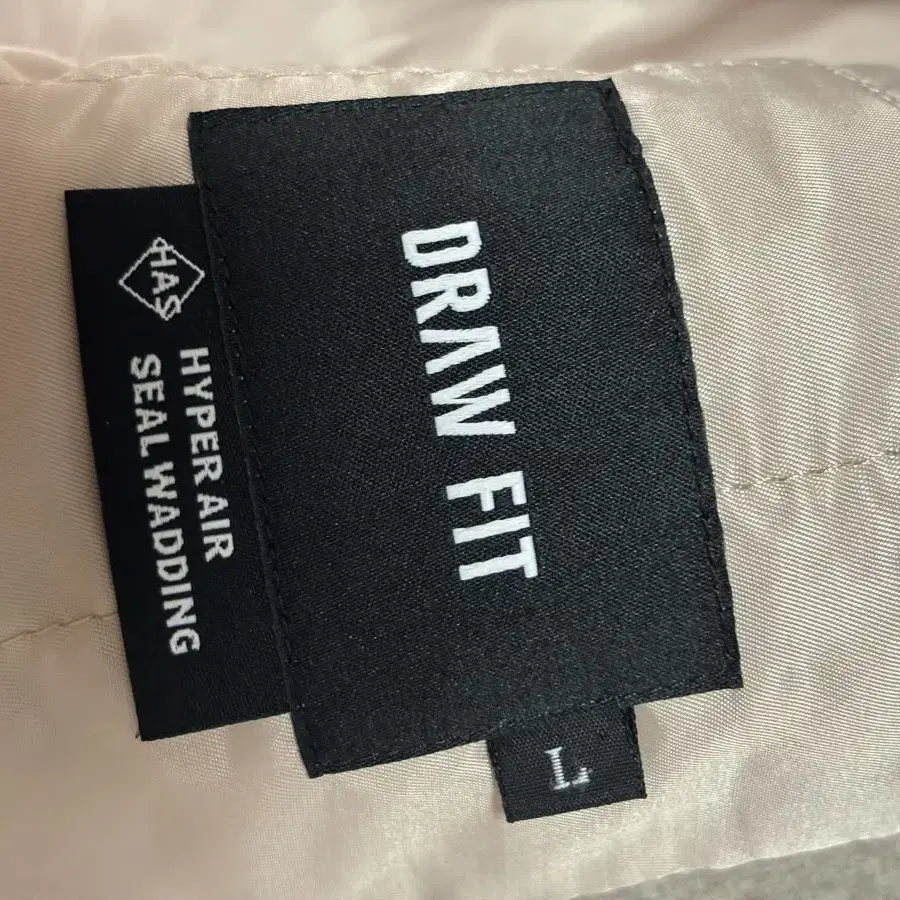 DRAW FIT
L
HAS
HYPER AIR
SEAL WADDING